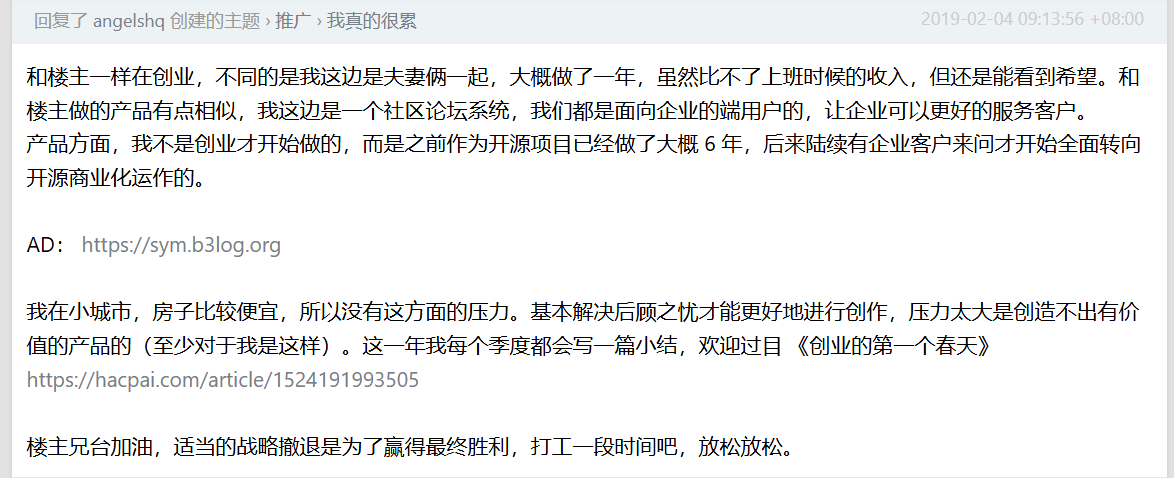 回复了 angelshq 创建的主题 › 推广 › 我真的很累
2019-02-04 09:13:56 +08:00
和楼主一样在创业，不同的是我这边是夫妻俩一起，大概做了一年，虽然比不了上班时候的收入，但还是能看到希望。和
楼主做的产品有点相似，我这边是一个社区论坛系统，我们都是面向企业的端用户的，让企业可以更好的服务客户。
产品方面，我不是创业才开始做的，而是之前作为开源项目已经做了大概 6 年，后来陆续有企业客户来问才开始全面转向
开源商业化运作的。
AD： https://sym.b3log.org
我在小城市，房子比较便宜，所以没有这方面的压力。基本解决后顾之忧才能更好地进行创作，压力太大是创造不出有价
值的产品的（至少对于我是这样）。这一年我每个季度都会写一篇小结，欢迎过目 《创业的第一个春天》
https://hacpai.com/article/1524191993505
楼主兄台加油，适当的战略撤退是为了赢得最终胜利，打工一段时间吧，放松放松。